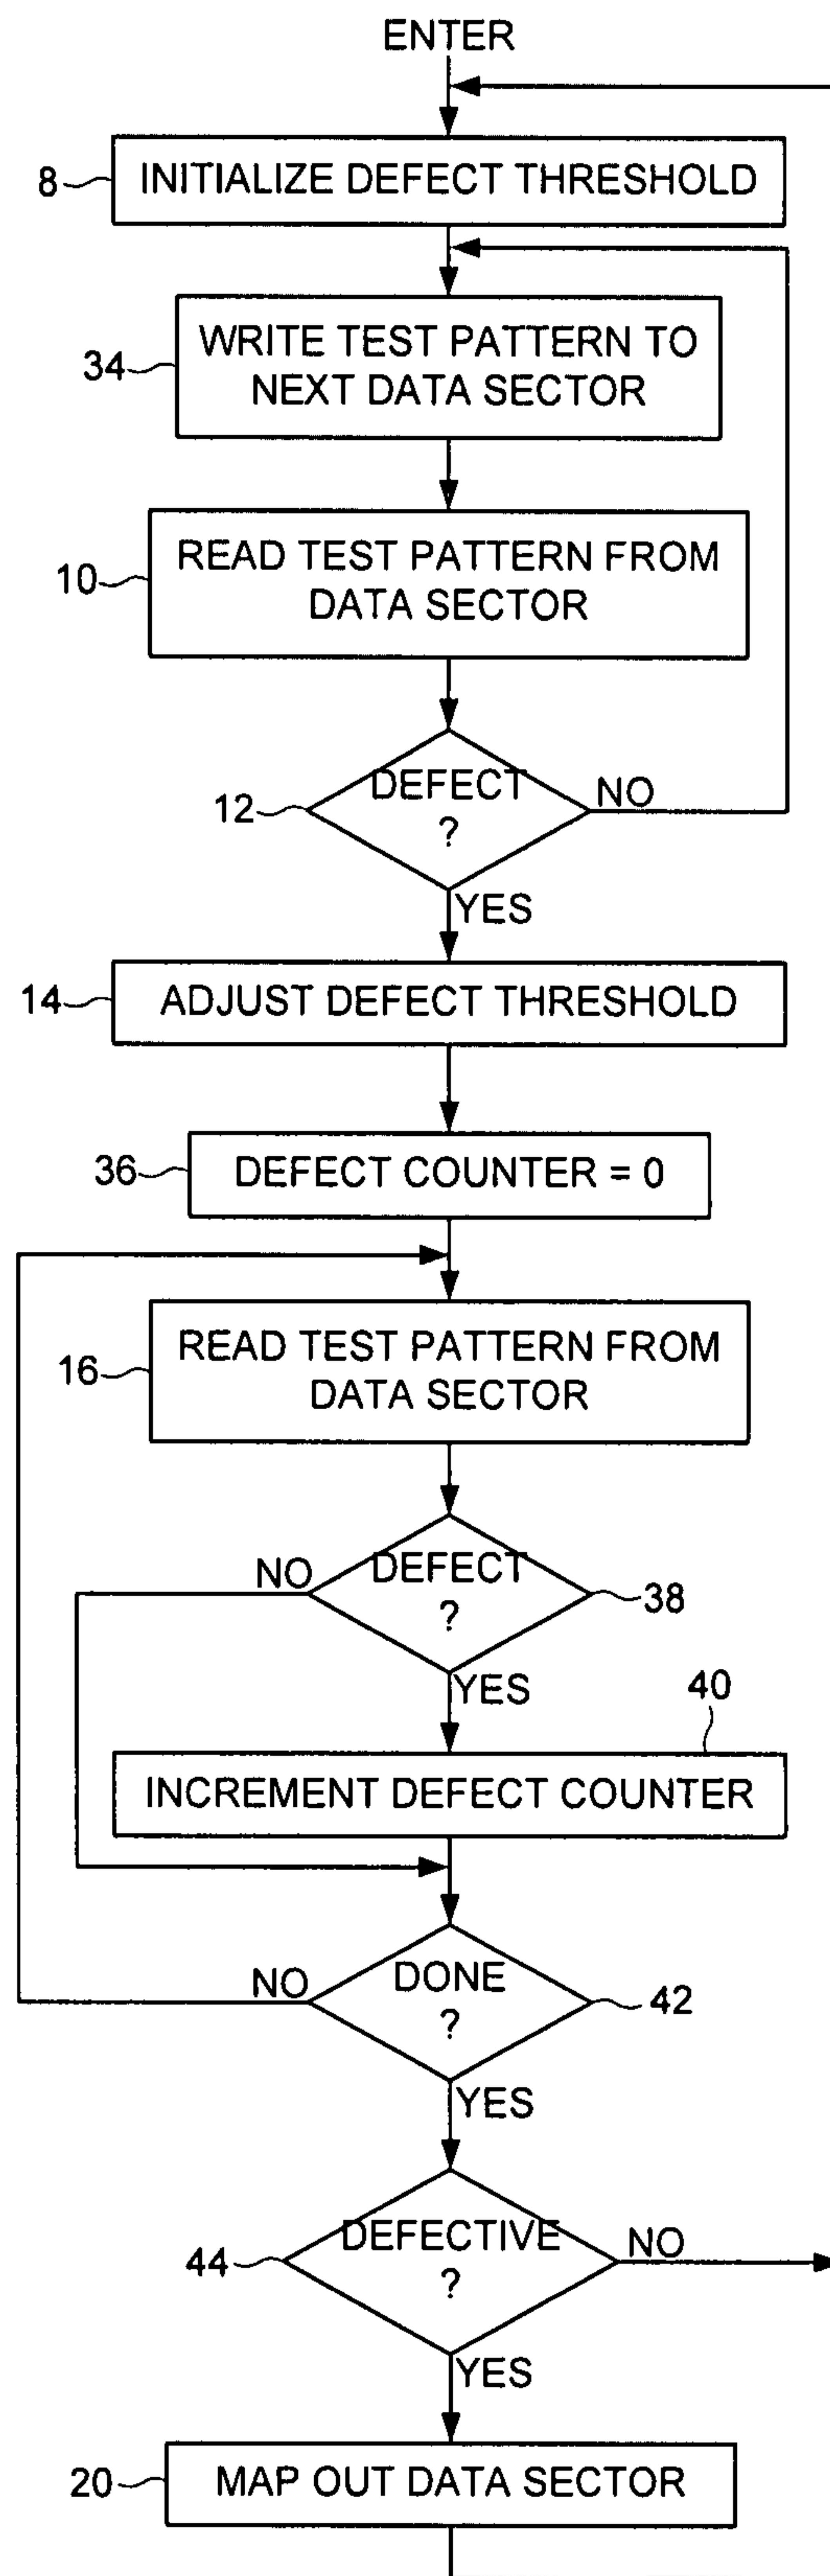 ENTER
8
INITIALIZE DEFECT THRESHOLD
34
WRITE TEST PATTERN TO
NEXT DATA SECTOR
10
READ TEST PATTERN FROM
DATA SECTOR
12
DEFECT
?
NO
YES
14
ADJUST DEFECT THRESHOLD
36
DEFECT COUNTER = 0
16
READ TEST PATTERN FROM
DATA SECTOR
NO
DEFECT
?
38
YES
40
INCREMENT DEFECT COUNTER
NO
DONE
?
42
YES
44
DEFECTIVE
?
NO
YES
20
MAP OUT DATA SECTOR